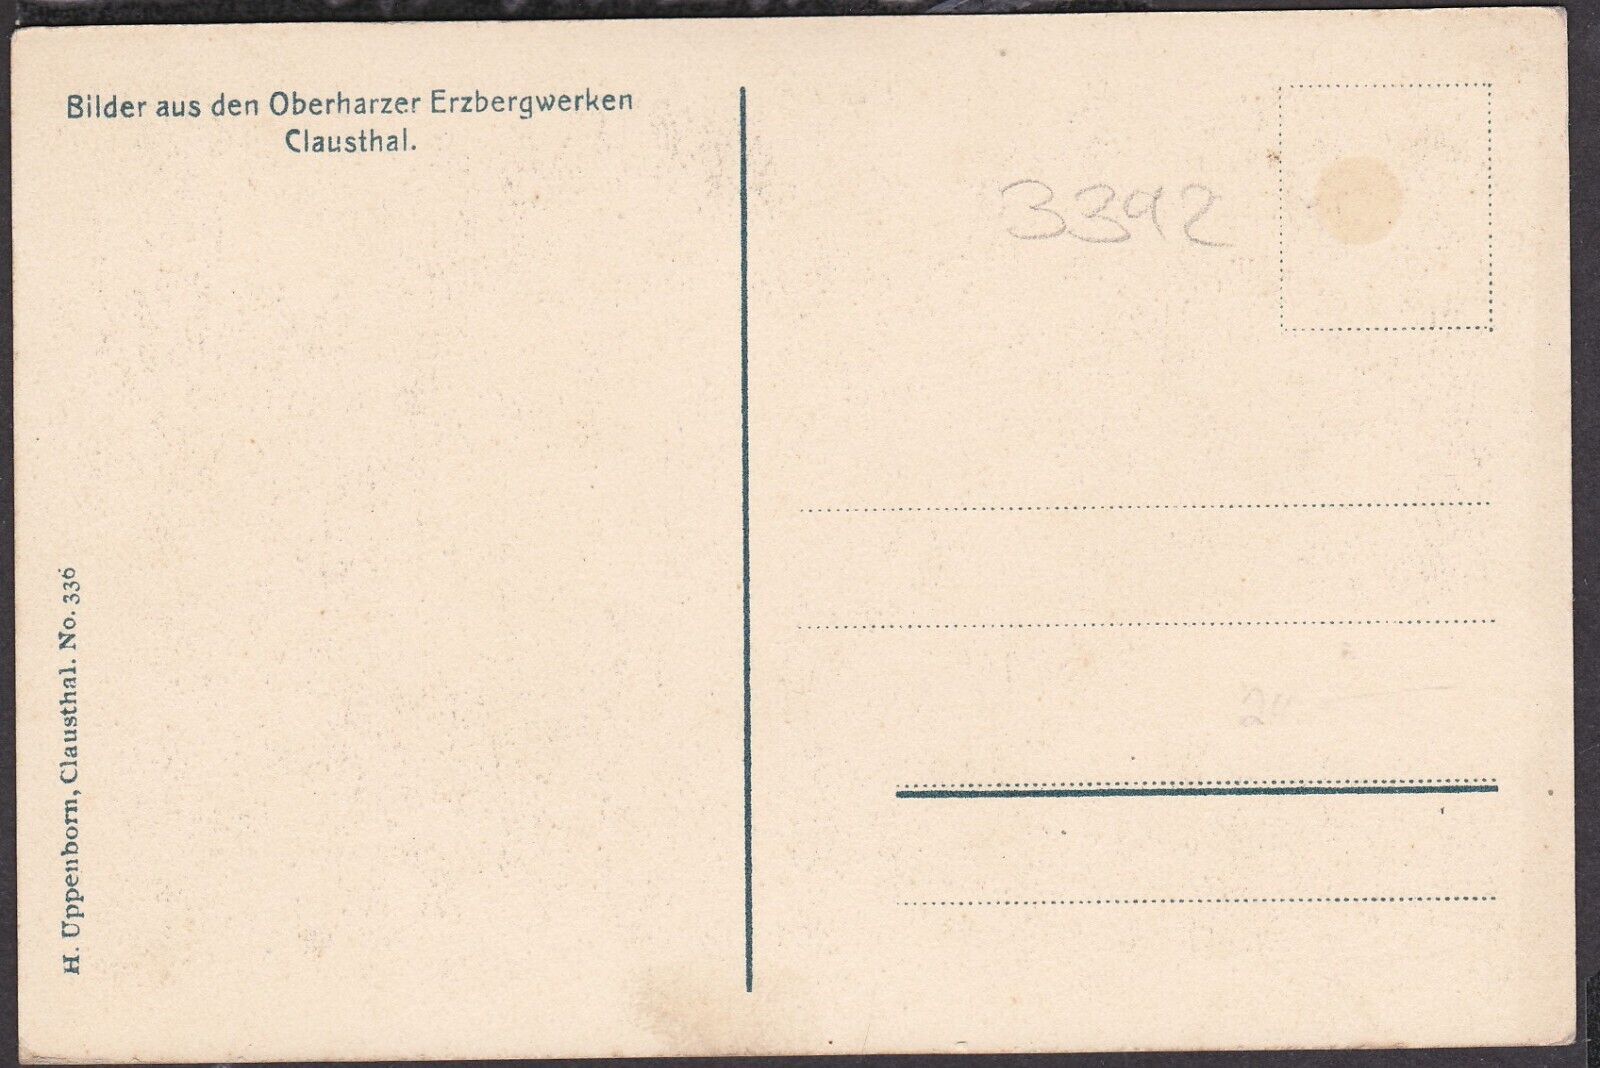 Bilder aus den Oberharzer Erzbergwerken
Clausthal.
3392
H. Uppenborn, Clausthal. No. 336